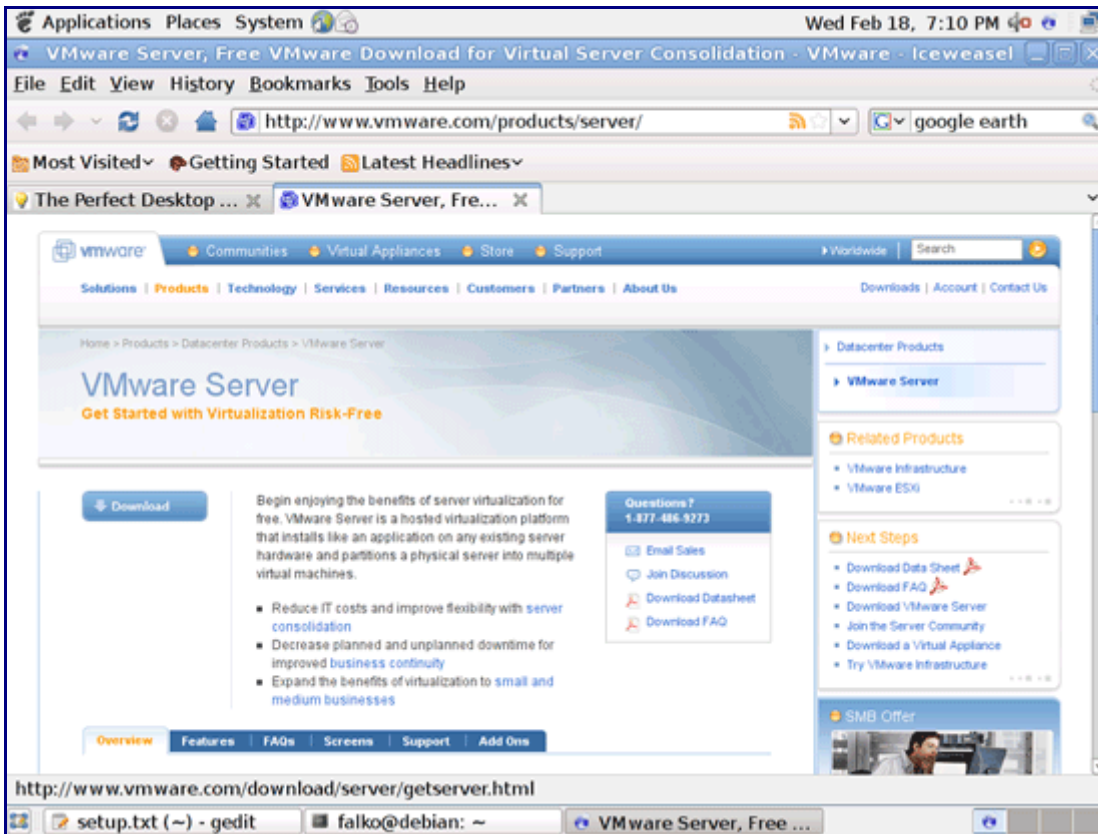 Applications Places System Wed Feb 18, 7:10 PM
VMware Server, Free VMware Download for Virtual Server Consolidation - VMware - Iceweasel
File Edit View History Bookmarks Tools Help
http://www.vmware.com/products/server/ G google earth
Most Visited Getting Started Latest Headlines
The Perfect Desktop ... VMware Server, Fre...
vmware Communities Virtual Appliances Store Support Worldwide | Search
Solutions | Products | Technology | Services | Resources | Customers | Partners | About Us Downloads | Account | Contact Us
Home > Products > Datacenter Products > VMware Server
VMware Server
Get Started with Virtualization Risk-Free
Datacenter Products
VMware Server
Related Products
VMware Infrastructure
VMware ESXi
Download
Begin enjoying the benefits of server virtualization for
free. VMware Server is a hosted virtualization platform
that installs like an application on any existing server
hardware and partitions a physical server into multiple
virtual machines.
Reduce IT costs and improve flexibility with server
consolidation
Decrease planned and unplanned downtime for
improved business continuity
Expand the benefits of virtualization to small and
medium businesses
Questions?
1-877-486-9273
Email Sales
Join Discussion
Download Datasheet
Download FAQ
Next Steps
Download Data Sheet
Download FAQ
Download VMware Server
Join the Server Community
Download a Virtual Appliance
Try VMware Infrastructure
SMB Offer
Overview | Features | FAQs | Screens | Support | Add Ons
http://www.vmware.com/download/server/getserver.html
setup.txt (~) - gedit falko@debian: ~ VMware Server, Free ...